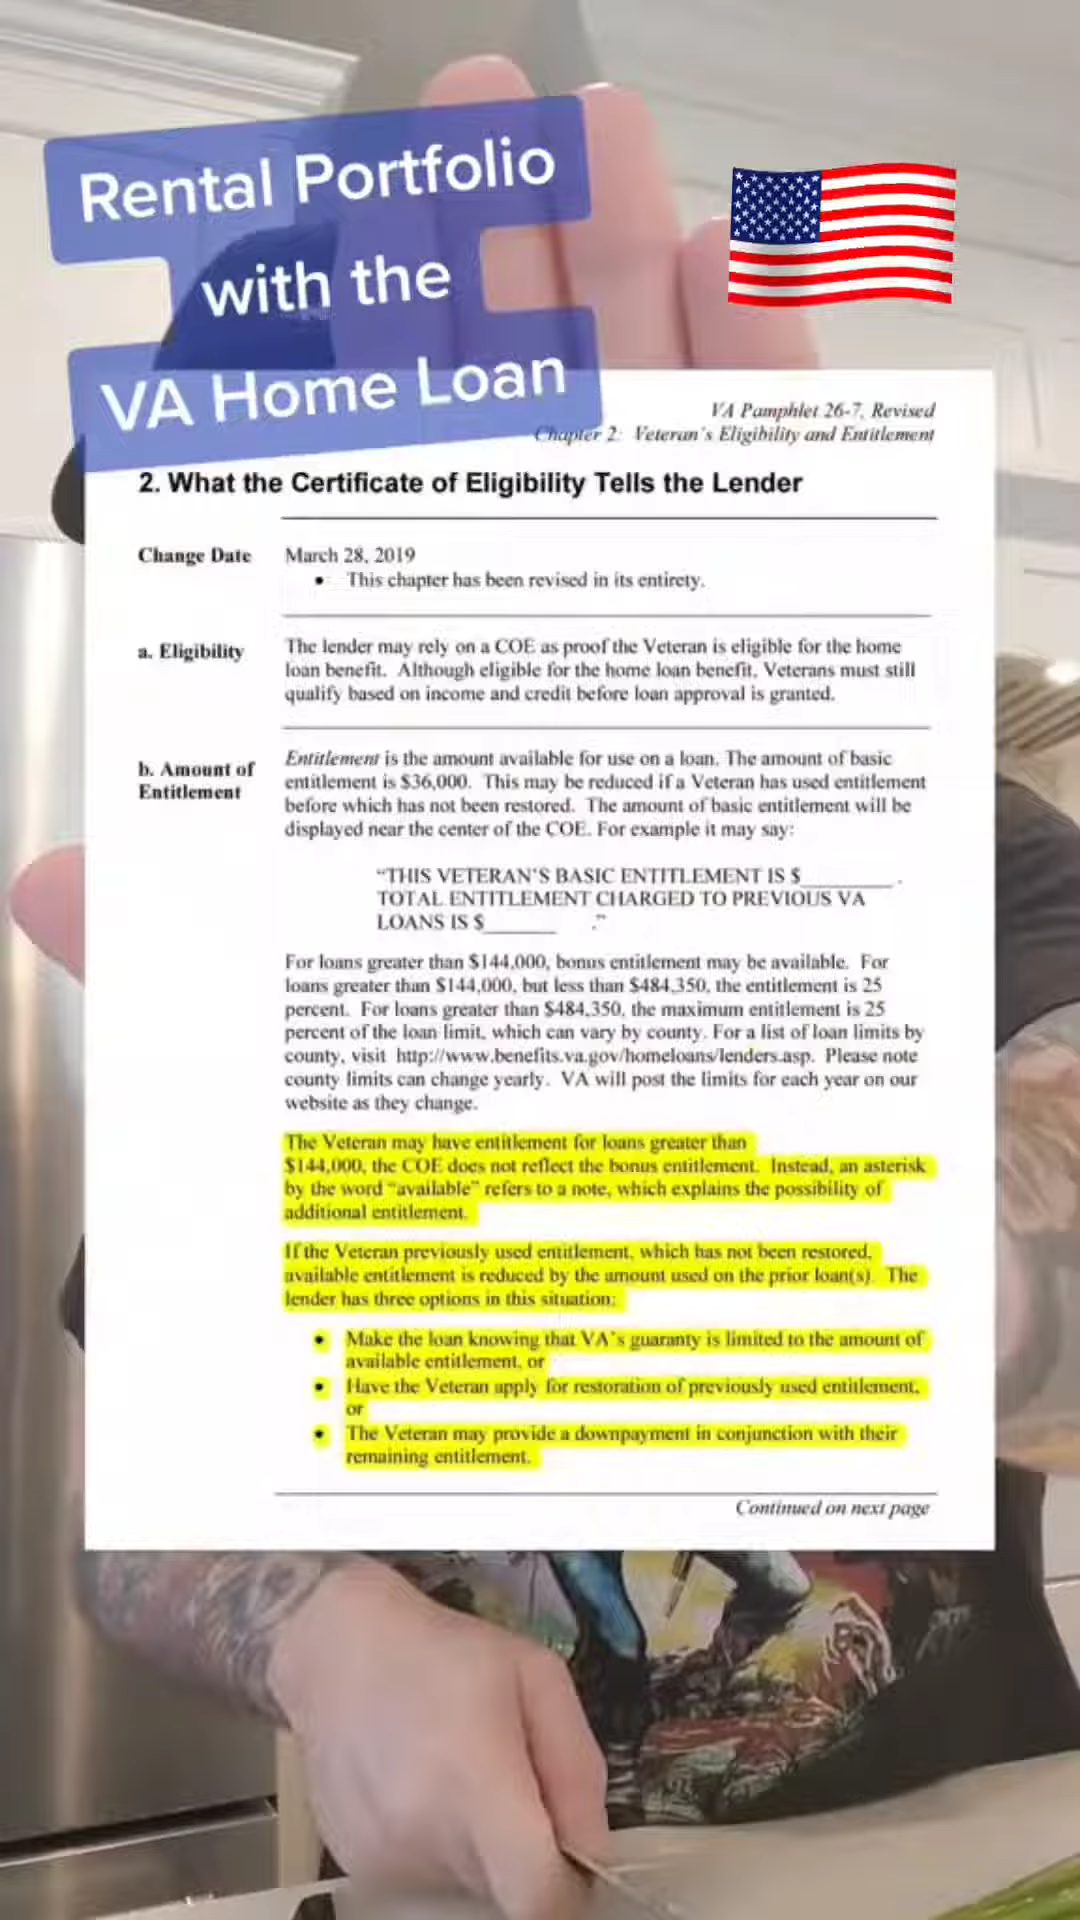 Rental Portfolio
with the
VA Home Loan
VA Pamphlet 26-7, Revised
Chapter 2: Veteran's Eligibility and Entitlement
2. What the Certificate of Eligibility Tells the Lender
Change Date
March 28, 2019
• This chapter has been revised in its entirety.
a. Eligibility
The lender may rely on a COE as proof the Veteran is eligible for the home
loan benefit. Although eligible for the home loan benefit, Veterans must still
qualify based on income and credit before loan approval is granted.
b. Amount of
Entitlement
Entitlement is the amount available for use on a loan. The amount of basic
entitlement is $36,000. This may be reduced if a Veteran has used entitlement
before which has not been restored. The amount of basic entitlement will be
displayed near the center of the COE. For example it may say:
"THIS VETERAN'S BASIC ENTITLEMENT IS $________.
TOTAL ENTITLEMENT CHARGED TO PREVIOUS VA
LOANS IS $______ ."
For loans greater than $144,000, bonus entitlement may be available. For
loans greater than $144,000, but less than $484,350, the entitlement is 25
percent. For loans greater than $484,350, the maximum entitlement is 25
percent of the loan limit, which can vary by county. For a list of loan limits by
county, visit http://www.benefits.va.gov/homeloans/lenders.asp. Please note
county limits can change yearly. VA will post the limits for each year on our
website as they change.
The Veteran may have entitlement for loans greater than
$144,000, the COE does not reflect the bonus entitlement. Instead, an asterisk
by the word "available" refers to a note, which explains the possibility of
additional entitlement.
If the Veteran previously used entitlement, which has not been restored,
available entitlement is reduced by the amount used on the prior loan(s). The
lender has three options in this situation:
• Make the loan knowing that VA's guaranty is limited to the amount of
available entitlement, or
• Have the Veteran apply for restoration of previously used entitlement,
or
• The Veteran may provide a downpayment in conjunction with their
remaining entitlement.
Continued on next page